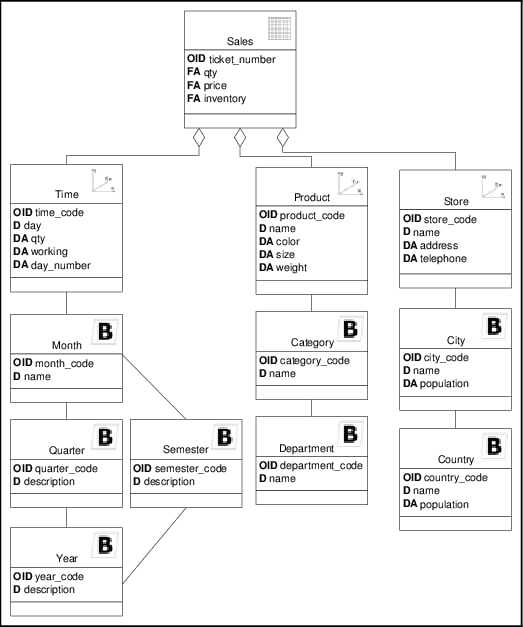 Sales
OID ticket_number
FA qty
FA price
FA inventory
Time
OID time_code
D day
DA qty
DA working
DA day_number
Product
OID product_code
D name
DA color
DA size
DA weight
Store
OID store_code
D name
DA address
DA telephone
B
Month
OID month_code
D name
B
Category
OID category_code
D name
B
City
OID city_code
D name
DA population
B
Quarter
OID quarter_code
D description
B
Semester
OID semester_code
D description
B
Department
OID department_code
D name
B
Country
OID country_code
D name
DA population
B
Year
OID year_code
D description